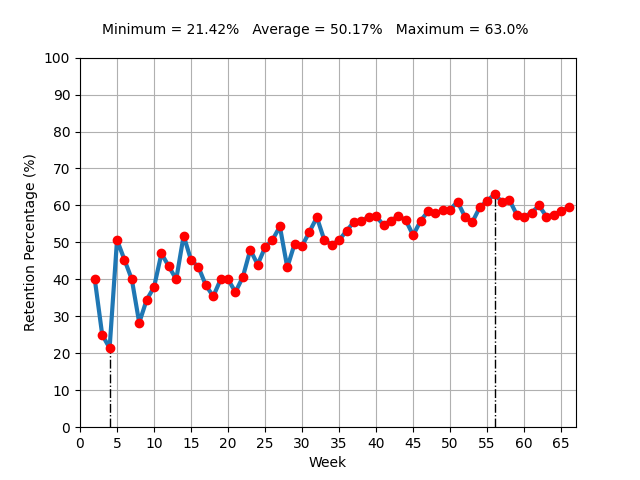 Minimum = 21.42%   Average = 50.17%   Maximum = 63.0%
100
90
80
70
60
50
40
30
20
10
0
Retention Percentage (%)
0 5 10 15 20 25 30 35 40 45 50 55 60 65
Week